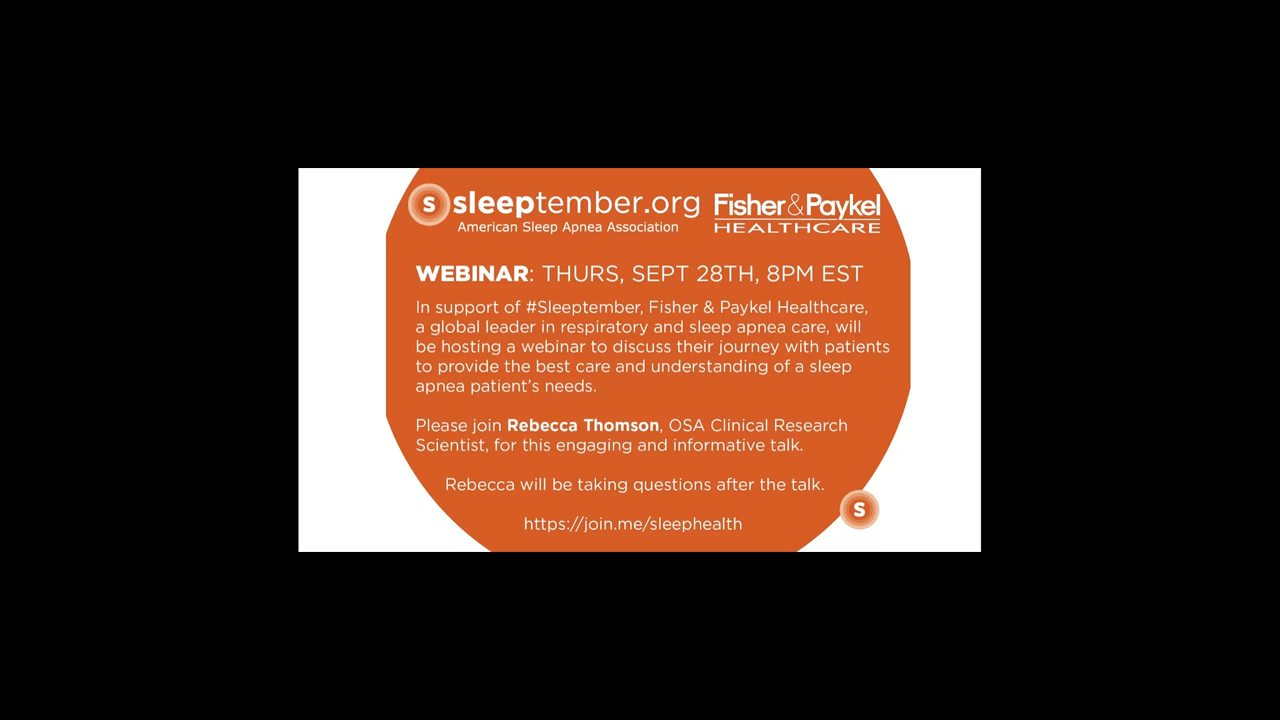 s sleeptember.org
American Sleep Apnea Association
Fisher&Paykel
HEALTHCARE
WEBINAR: THURS, SEPT 28TH, 8PM EST
In support of #Sleeptember, Fisher & Paykel Healthcare,
a global leader in respiratory and sleep apnea care, will
be hosting a webinar to discuss their journey with patients
to provide the best care and understanding of a sleep
apnea patient’s needs.
Please join Rebecca Thomson, OSA Clinical Research
Scientist, for this engaging and informative talk.
Rebecca will be taking questions after the talk.
s
https://join.me/sleephealth